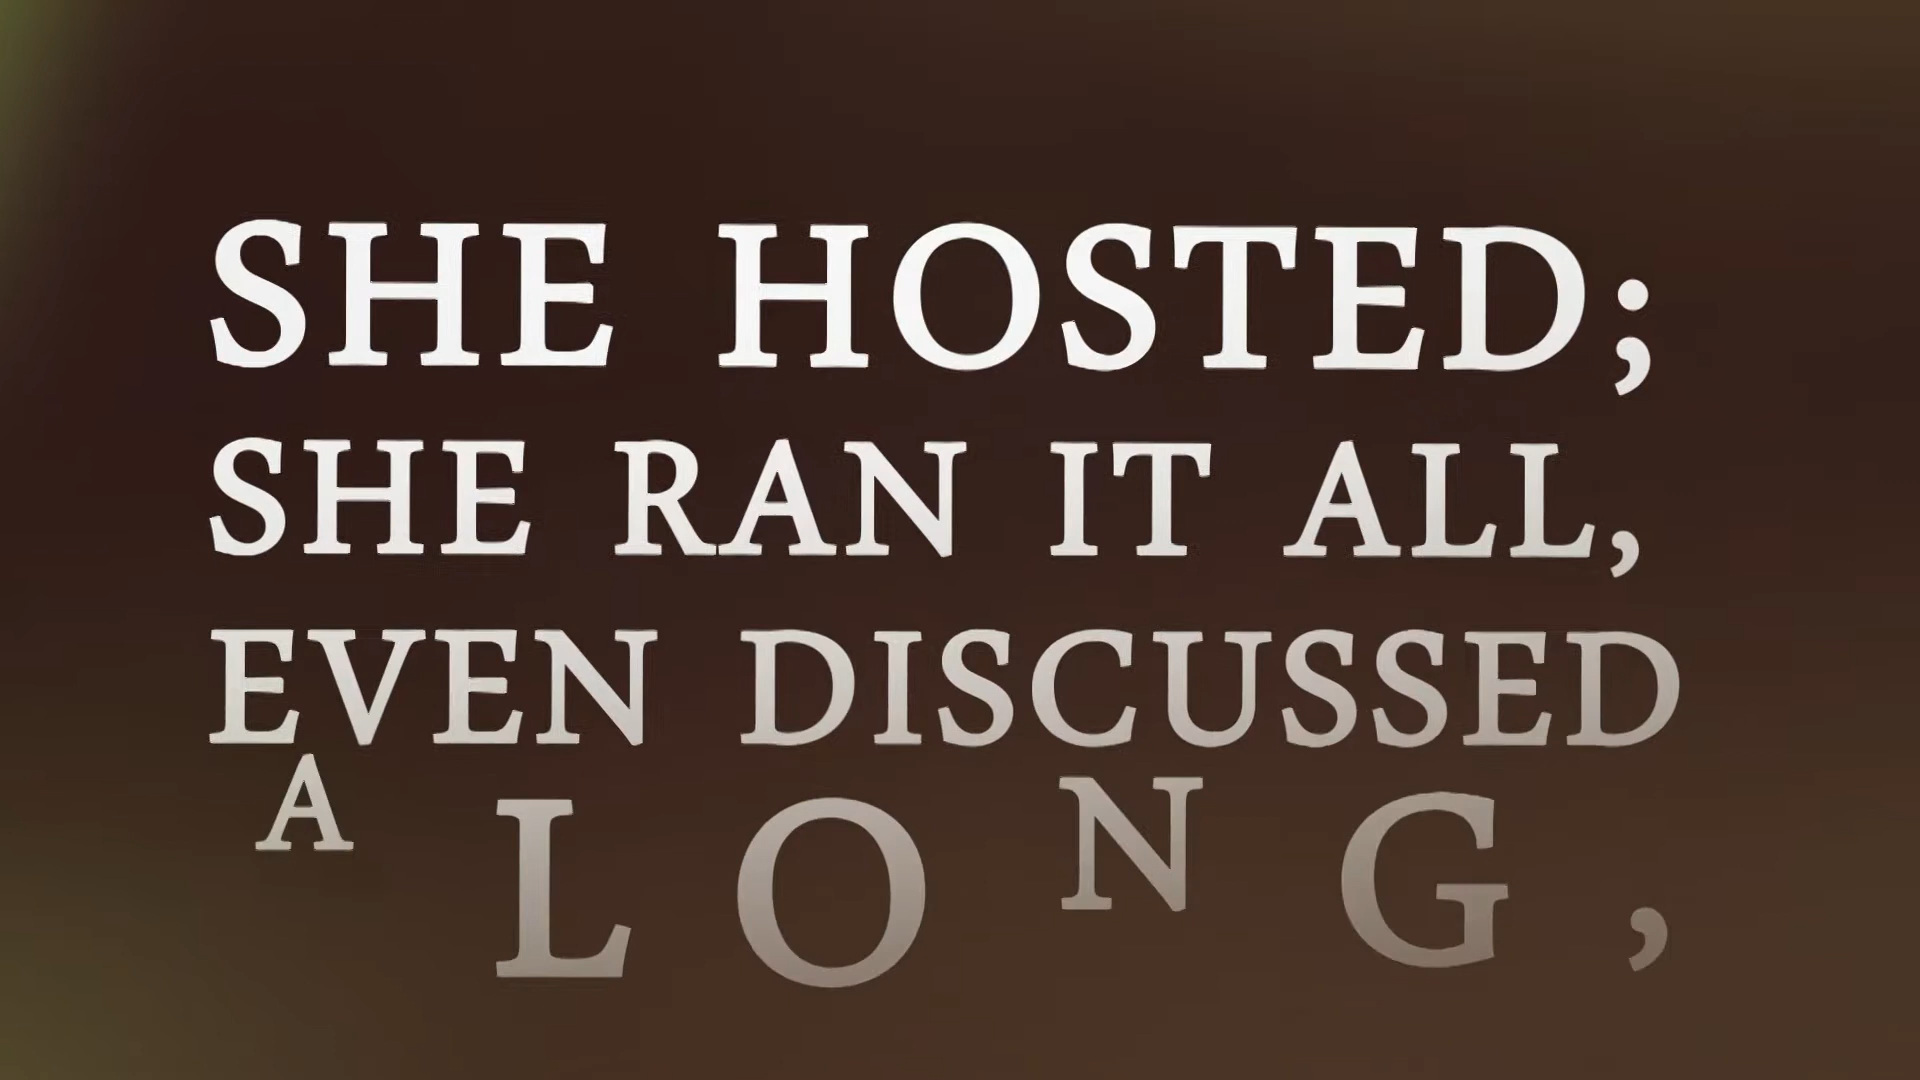 SHE HOSTED;
SHE RAN IT ALL,
EVEN DISCUSSED
A LONG,